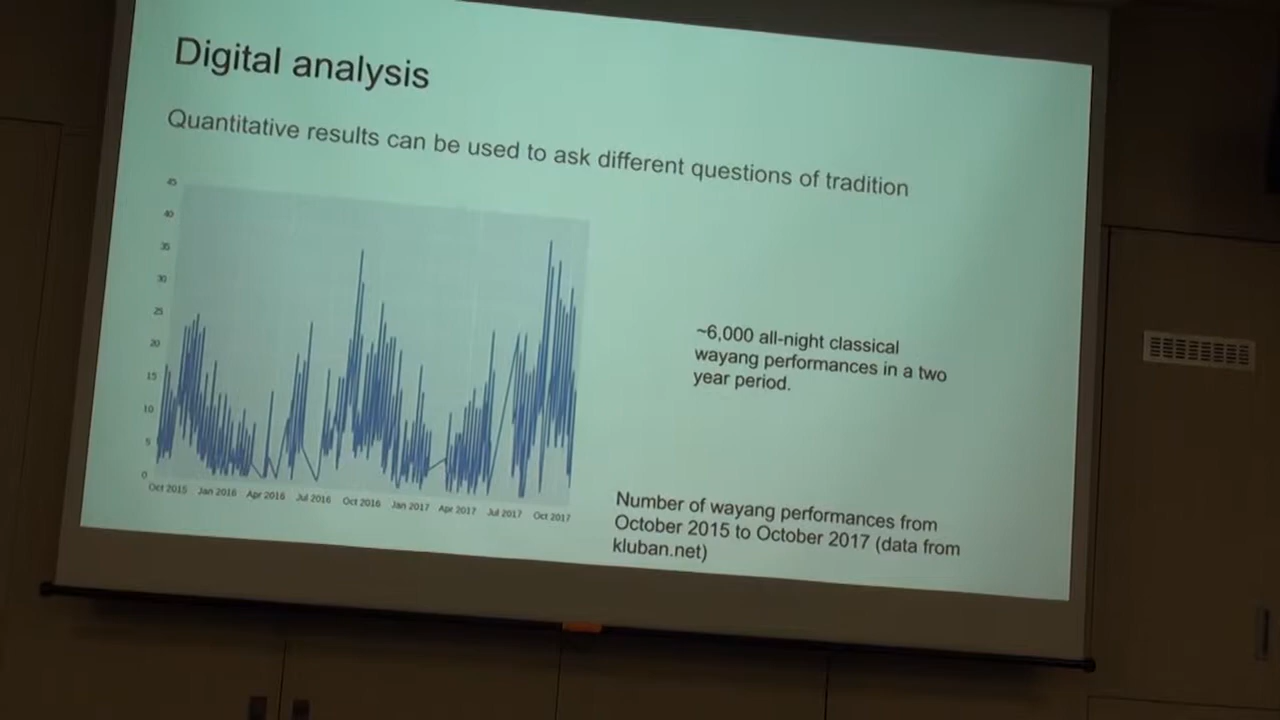 Digital analysis
Quantitative results can be used to ask different questions of tradition
45
40
35
30
25
20
15
10
5
0
Oct 2015 Jan 2016 Apr 2016 Jul 2016 Oct 2016 Jan 2017 Apr 2017 Jul 2017 Oct 2017
~6,000 all-night classical
wayang performances in a two
year period.
Number of wayang performances from
October 2015 to October 2017 (data from
kluban.net)